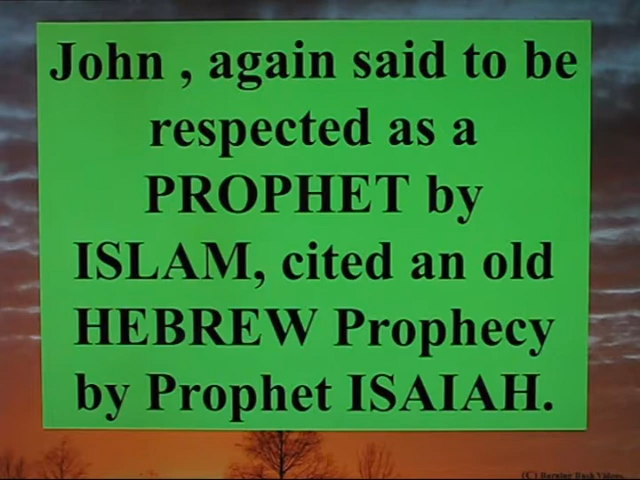 John , again said to be
respected as a
PROPHET by
ISLAM, cited an old
HEBREW Prophecy
by Prophet ISAIAH.
(C)